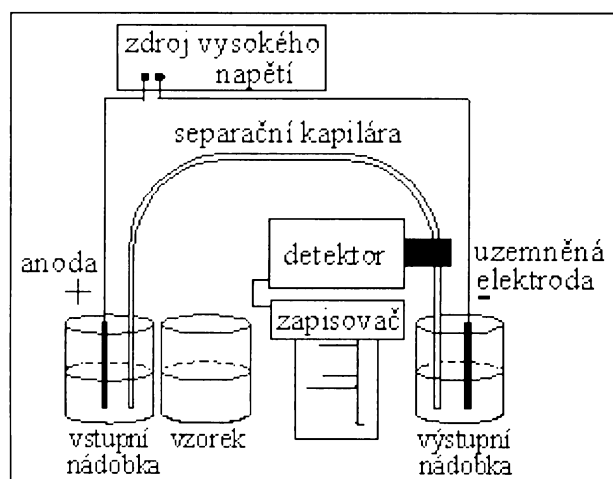 zdroj vysokého
napětí
separační kapilára
detektor
anoda
+
uzemněná
elektroda
-
zapisovač
vstupní
nádobka
vzorek
výstupní
nádobka